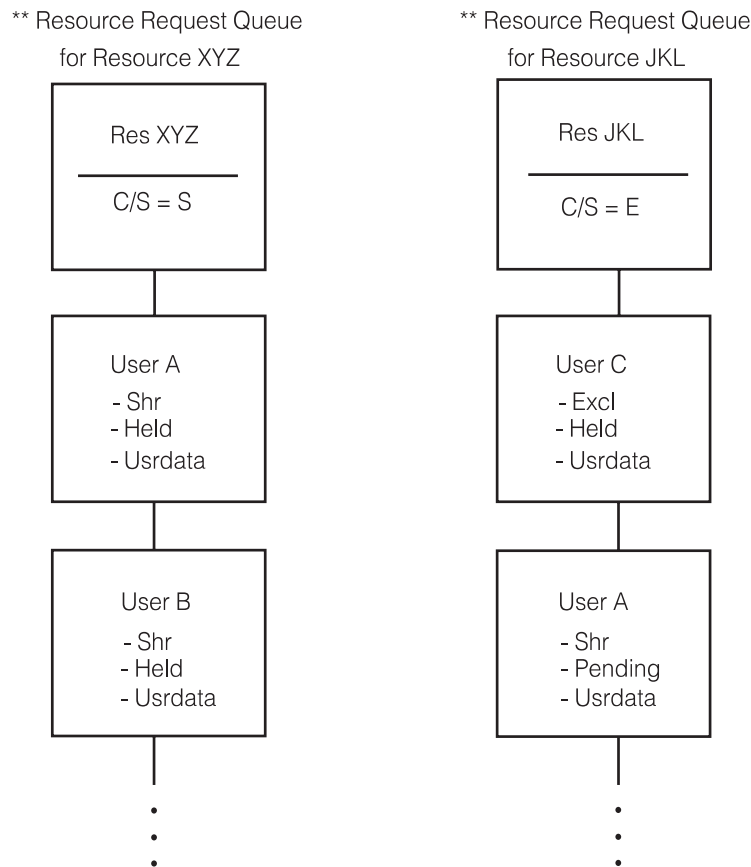 ** Resource Request Queue
for Resource XYZ
Res XYZ
C/S = S
User A
- Shr
- Held
- Usrdata
User B
- Shr
- Held
- Usrdata
** Resource Request Queue
for Resource JKL
Res JKL
C/S = E
User C
- Excl
- Held
- Usrdata
User A
- Shr
- Pending
- Usrdata